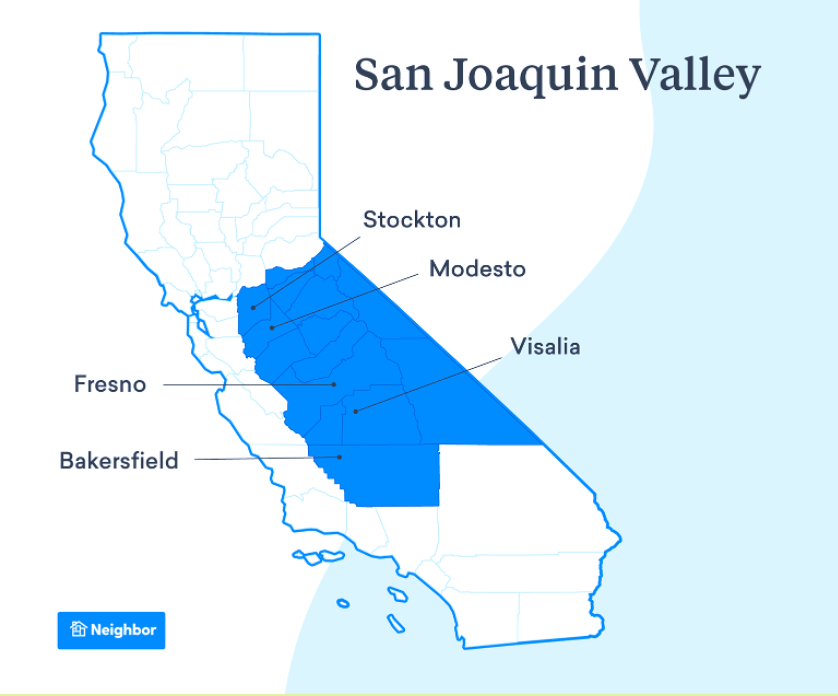 San Joaquin Valley
Stockton
Modesto
Visalia
Fresno
Bakersfield
Neighbor